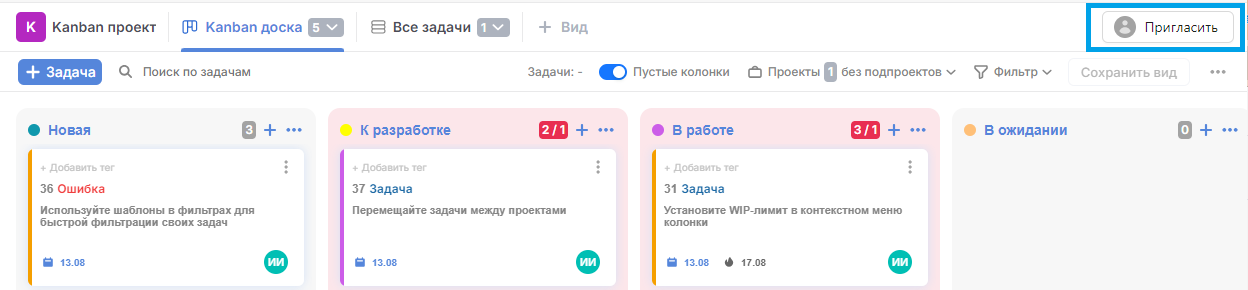 K Kanban проект Kanban доска 5 Все задачи 1 + Вид Пригласить
+ Задача Поиск по задачам Задачи: - Пустые колонки Проекты 1 без подпроектов Фильтр Сохранить вид
Новая 3
+ Добавить тег
36 Ошибка
Используйте шаблоны в фильтрах для
быстрой фильтрации своих задач
13.08 ИИ
К разработке 2 / 1
+ Добавить тег
37 Задача
Перемещайте задачи между проектами
13.08 ИИ
В работе 3 / 1
+ Добавить тег
31 Задача
Установите WIP-лимит в контекстном меню
колонки
13.08 17.08 ИИ
В ожидании 0